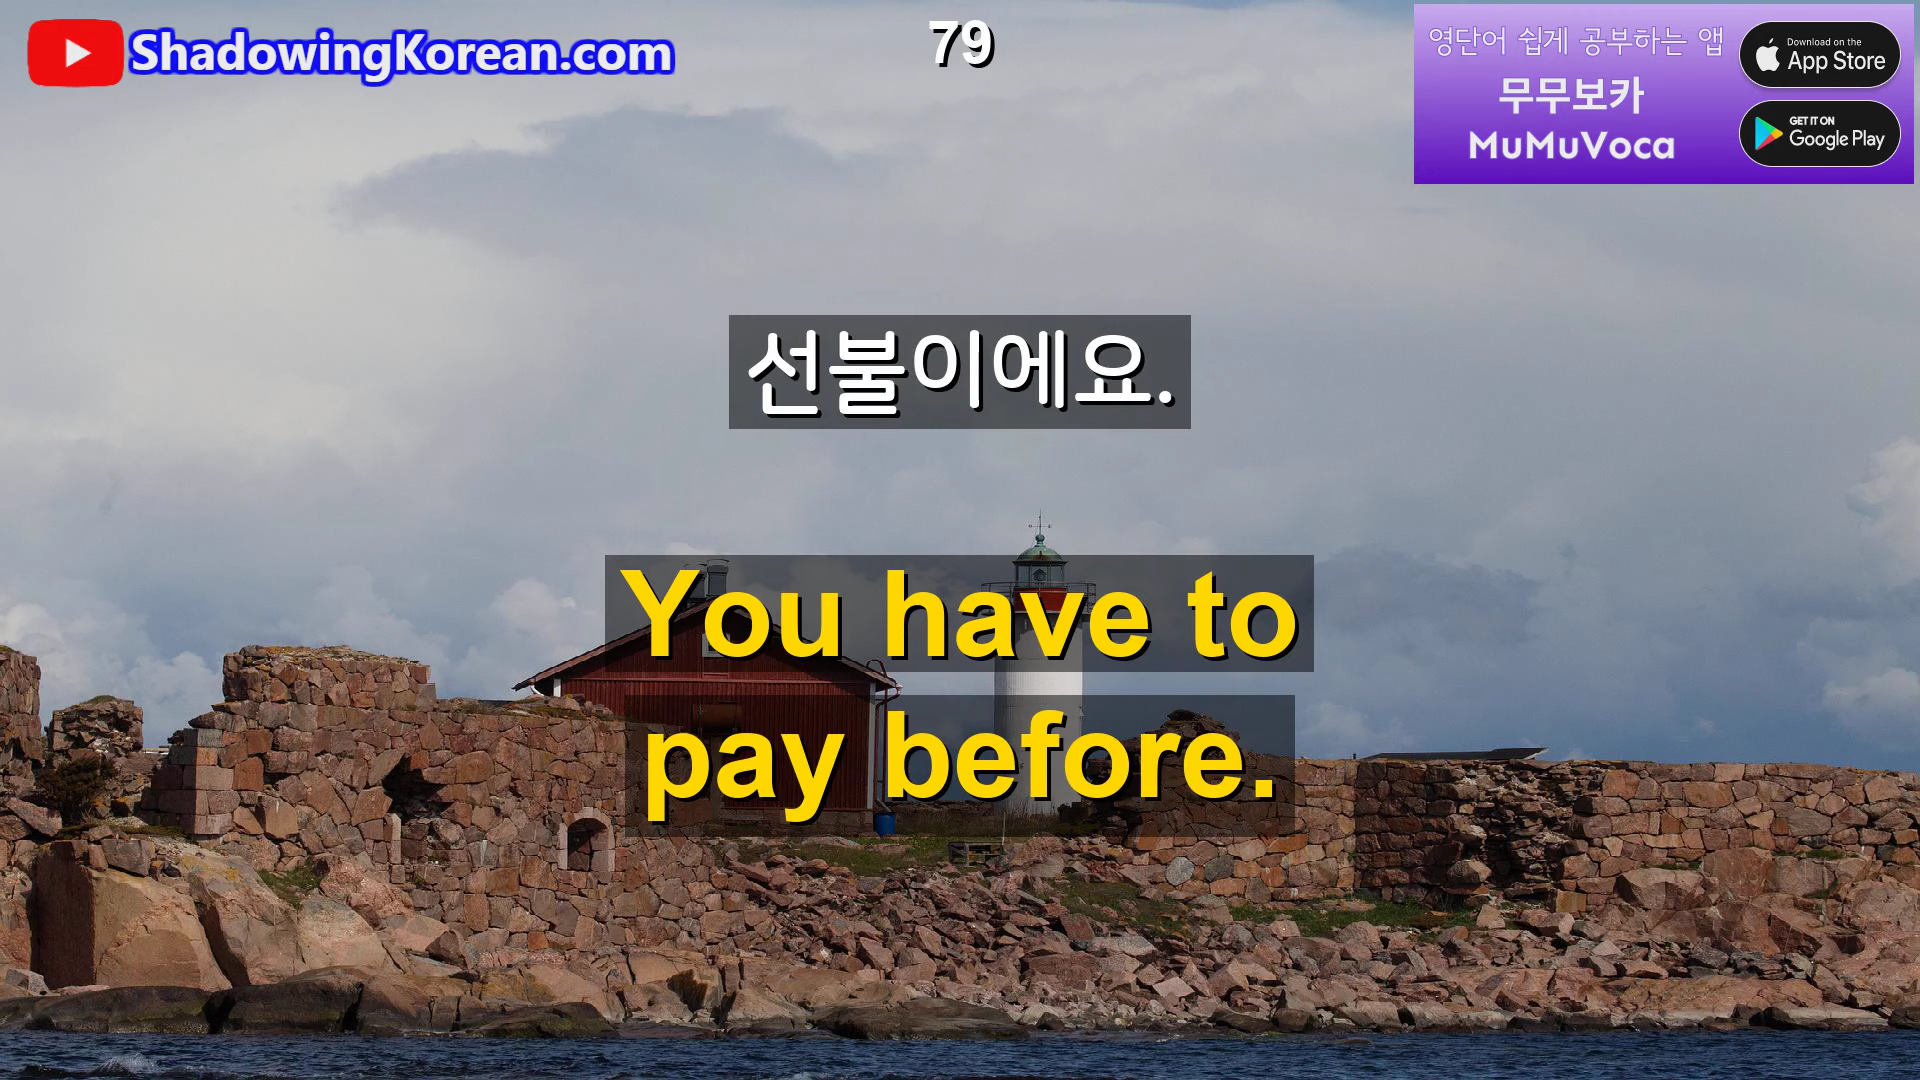 ShadowingKorean.com
79
영단어 쉽게 공부하는 앱
무무보카
MuMuVoca
Download on the
App Store
GET IT ON
Google Play
선불이에요.
You have to
pay before.